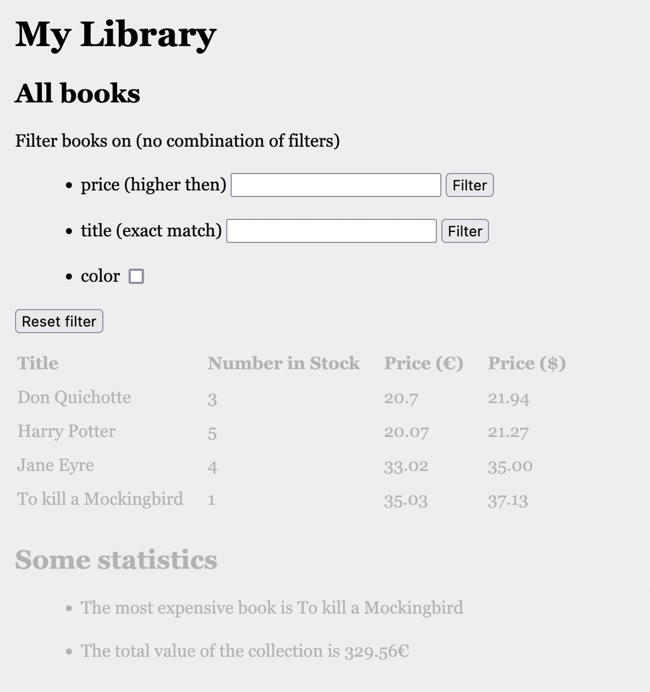 My Library
All books
Filter books on (no combination of filters)
price (higher then) Filter
title (exact match) Filter
color
Reset filter
Title Number in Stock Price (€) Price ($)
Don Quichotte 3 20.7 21.94
Harry Potter 5 20.07 21.27
Jane Eyre 4 33.02 35.00
To kill a Mockingbird 1 35.03 37.13
Some statistics
The most expensive book is To kill a Mockingbird
The total value of the collection is 329.56€